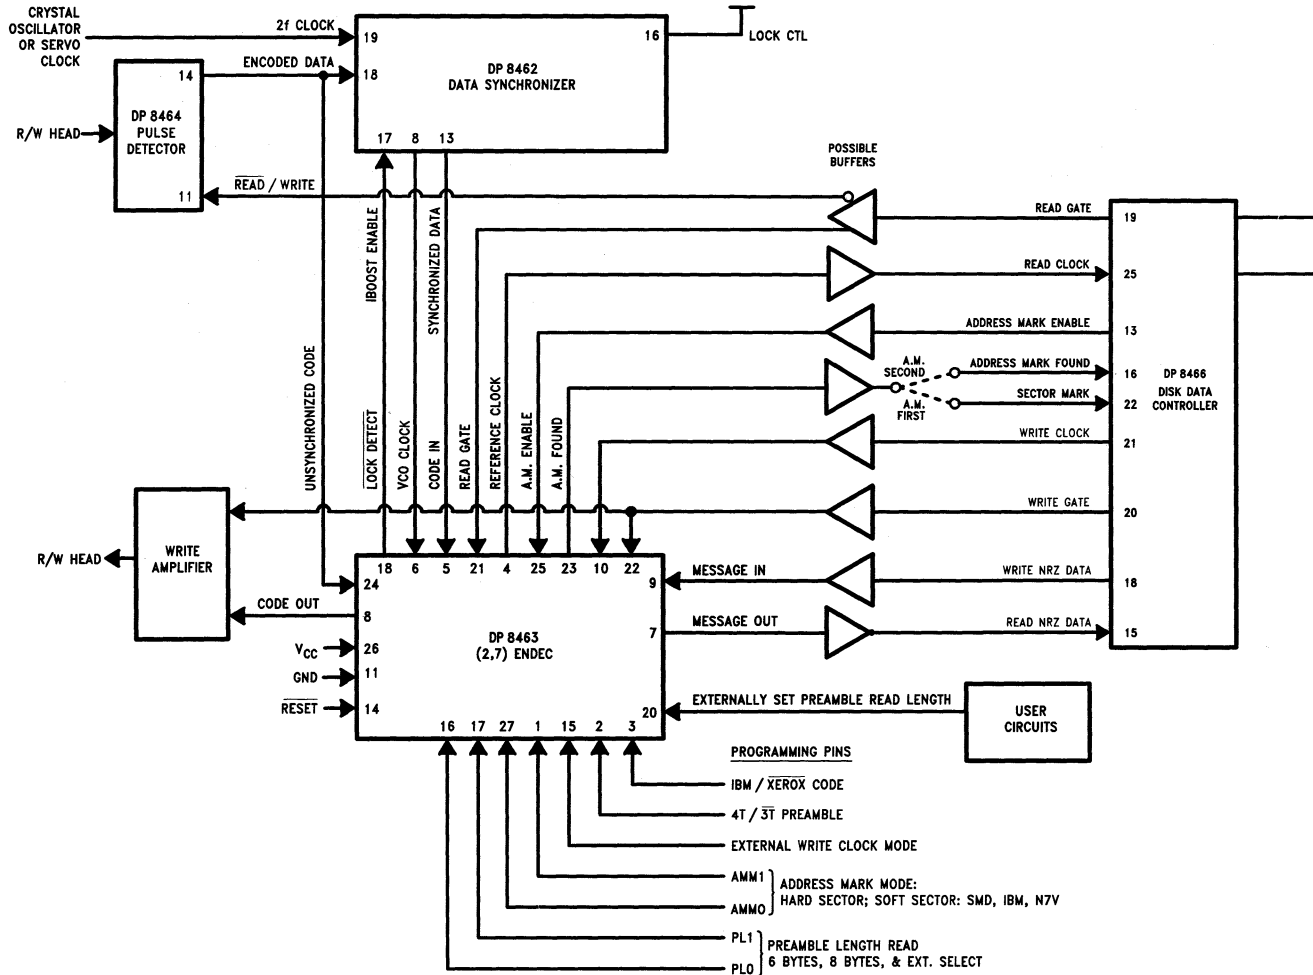 CRYSTAL
OSCILLATOR
OR SERVO
CLOCK
2f CLOCK
19
16
LOCK CTL
DP 8462
DATA SYNCHRONIZER
ENCODED DATA
18
14
DP 8464
PULSE
DETECTOR
R/W HEAD
11
17 8 13
READ / WRITE
POSSIBLE
BUFFERS
IBOOST ENABLE
SYNCHRONIZED DATA
READ GATE
19
READ CLOCK
25
ADDRESS MARK ENABLE
13
A.M.
SECOND
ADDRESS MARK FOUND
16
A.M.
FIRST
SECTOR MARK
22
DP 8466
DISK DATA
CONTROLLER
WRITE CLOCK
21
WRITE GATE
20
WRITE NRZ DATA
18
READ NRZ DATA
15
UNSYNCHRONIZED CODE
LOCK DETECT
VCO CLOCK
CODE IN
READ GATE
REFERENCE CLOCK
A.M. ENABLE
A.M. FOUND
R/W HEAD
WRITE
AMPLIFIER
CODE OUT
18 6 5 21 4 25 23 10 22
24
9
MESSAGE IN
8
DP 8463
(2,7) ENDEC
7
MESSAGE OUT
VCC
26
GND
11
RESET
14
20
EXTERNALLY SET PREAMBLE READ LENGTH
USER
CIRCUITS
16 17 27 1 15 2 3
PROGRAMMING PINS
IBM / XEROX CODE
4T / 3T PREAMBLE
EXTERNAL WRITE CLOCK MODE
AMM1
AMM0
ADDRESS MARK MODE:
HARD SECTOR; SOFT SECTOR: SMD, IBM, N7V
PL1
PL0
PREAMBLE LENGTH READ
6 BYTES, 8 BYTES, & EXT. SELECT